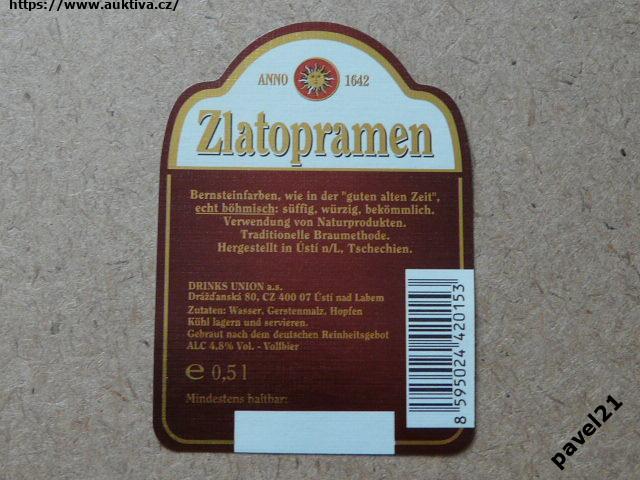 https://www.auktiva.cz/
ANNO 1642
Zlatopramen
Bernsteinfarben, wie in der "guten alten Zeit",
echt böhmisch: süffig, würzig, bekömmlich.
Verwendung von Naturprodukten.
Traditionelle Braumethode.
Hergestellt in Ústí n/L, Tschechien.
DRINKS UNION a.s.
Drážďanská 80, CZ 400 07 Ústí nad Labem
Zutaten: Wasser, Gerstenmalz, Hopfen
Kühl lagern und servieren.
Gebraut nach dem deutschen Reinheitsgebot
ALC 4,8% Vol. - Vollbier
e 0,5 l
Mindestens haltbar:
8 595024 420153
pavel21